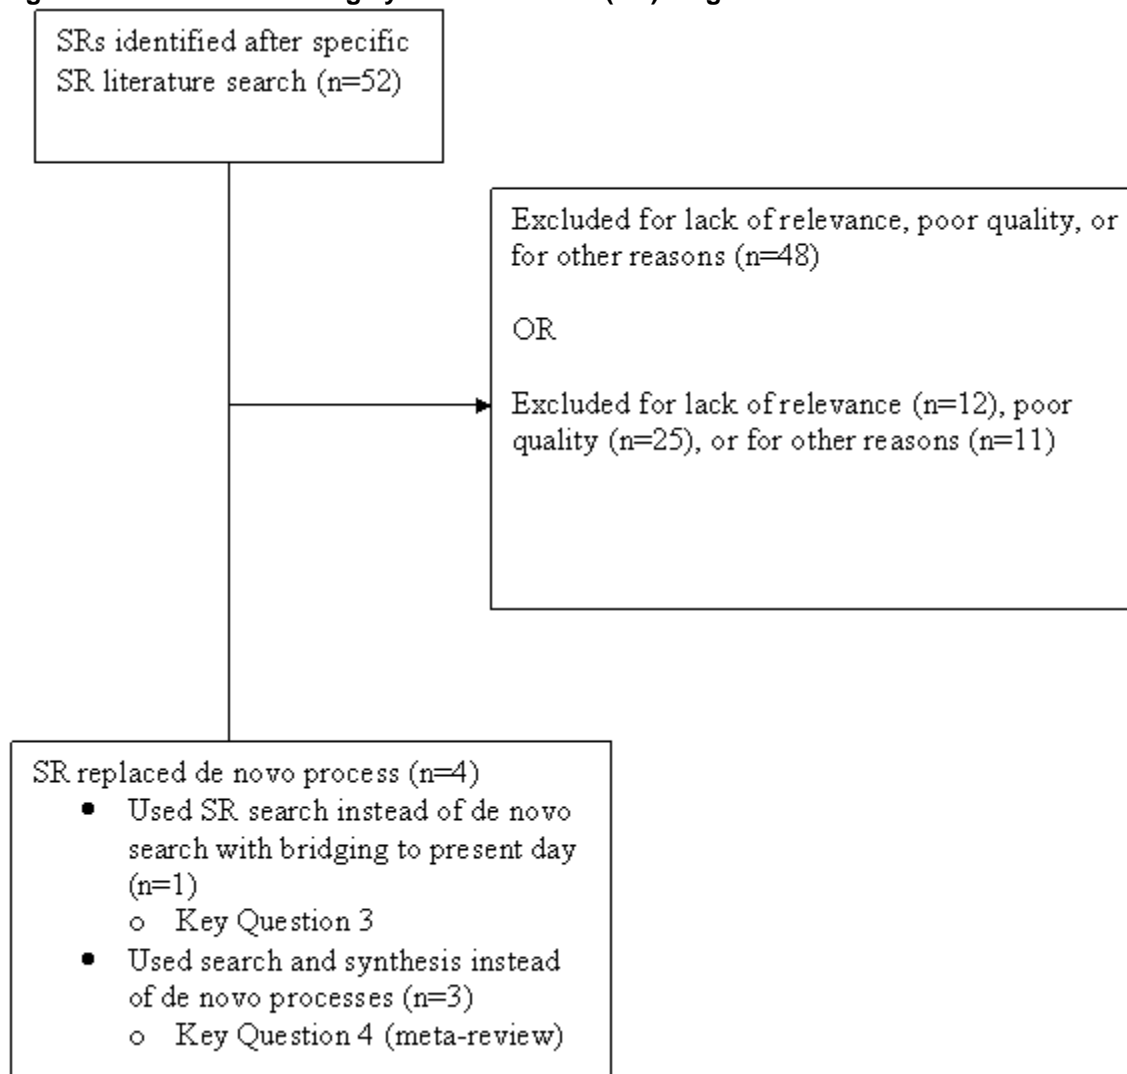 SRs identified after specific
SR literature search (n=52)
Excluded for lack of relevance, poor quality, or
for other reasons (n=48)
OR
Excluded for lack of relevance (n=12), poor
quality (n=25), or for other reasons (n=11)
SR replaced de novo process (n=4)
● Used SR search instead of de novo
search with bridging to present day
(n=1)
o Key Question 3
● Used search and synthesis instead
of de novo processes (n=3)
o Key Question 4 (meta-review)